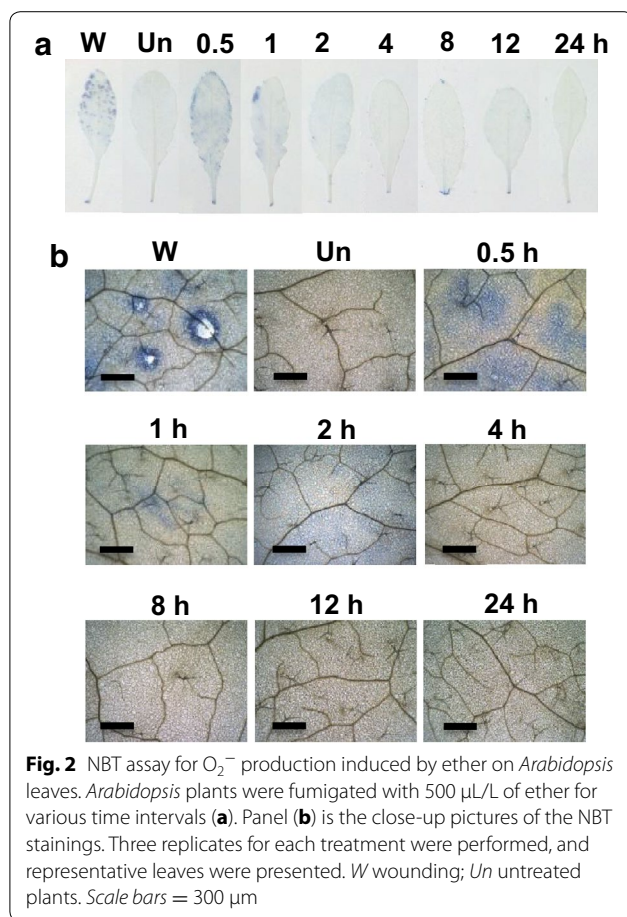 a W Un 0.5 1 2 4 8 12 24 h
b W Un 0.5 h
1 h 2 h 4 h
8 h 12 h 24 h
Fig. 2 NBT assay for O₂⁻ production induced by ether on Arabidopsis
leaves. Arabidopsis plants were fumigated with 500 μL/L of ether for
various time intervals (a). Panel (b) is the close-up pictures of the NBT
stainings. Three replicates for each treatment were performed, and
representative leaves were presented. W wounding; Un untreated
plants. Scale bars = 300 μm